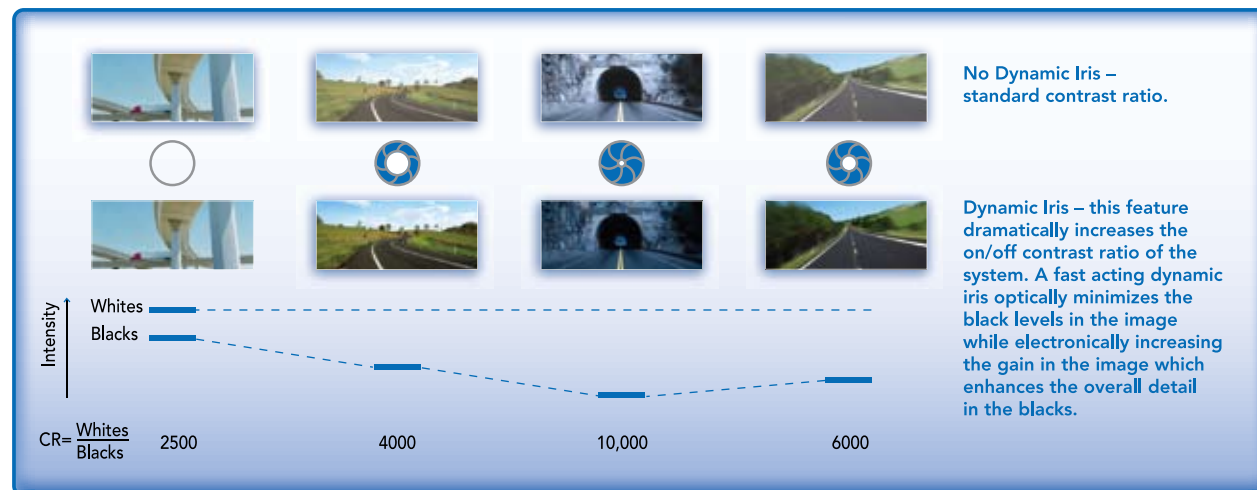 No Dynamic Iris –
standard contrast ratio.
Dynamic Iris – this feature
dramatically increases the
on/off contrast ratio of the
system. A fast acting dynamic
iris optically minimizes the
black levels in the image
while electronically increasing
the gain in the image which
enhances the overall detail
in the blacks.
Intensity
Whites
Blacks
CR= Whites
Blacks
2500 4000 10,000 6000